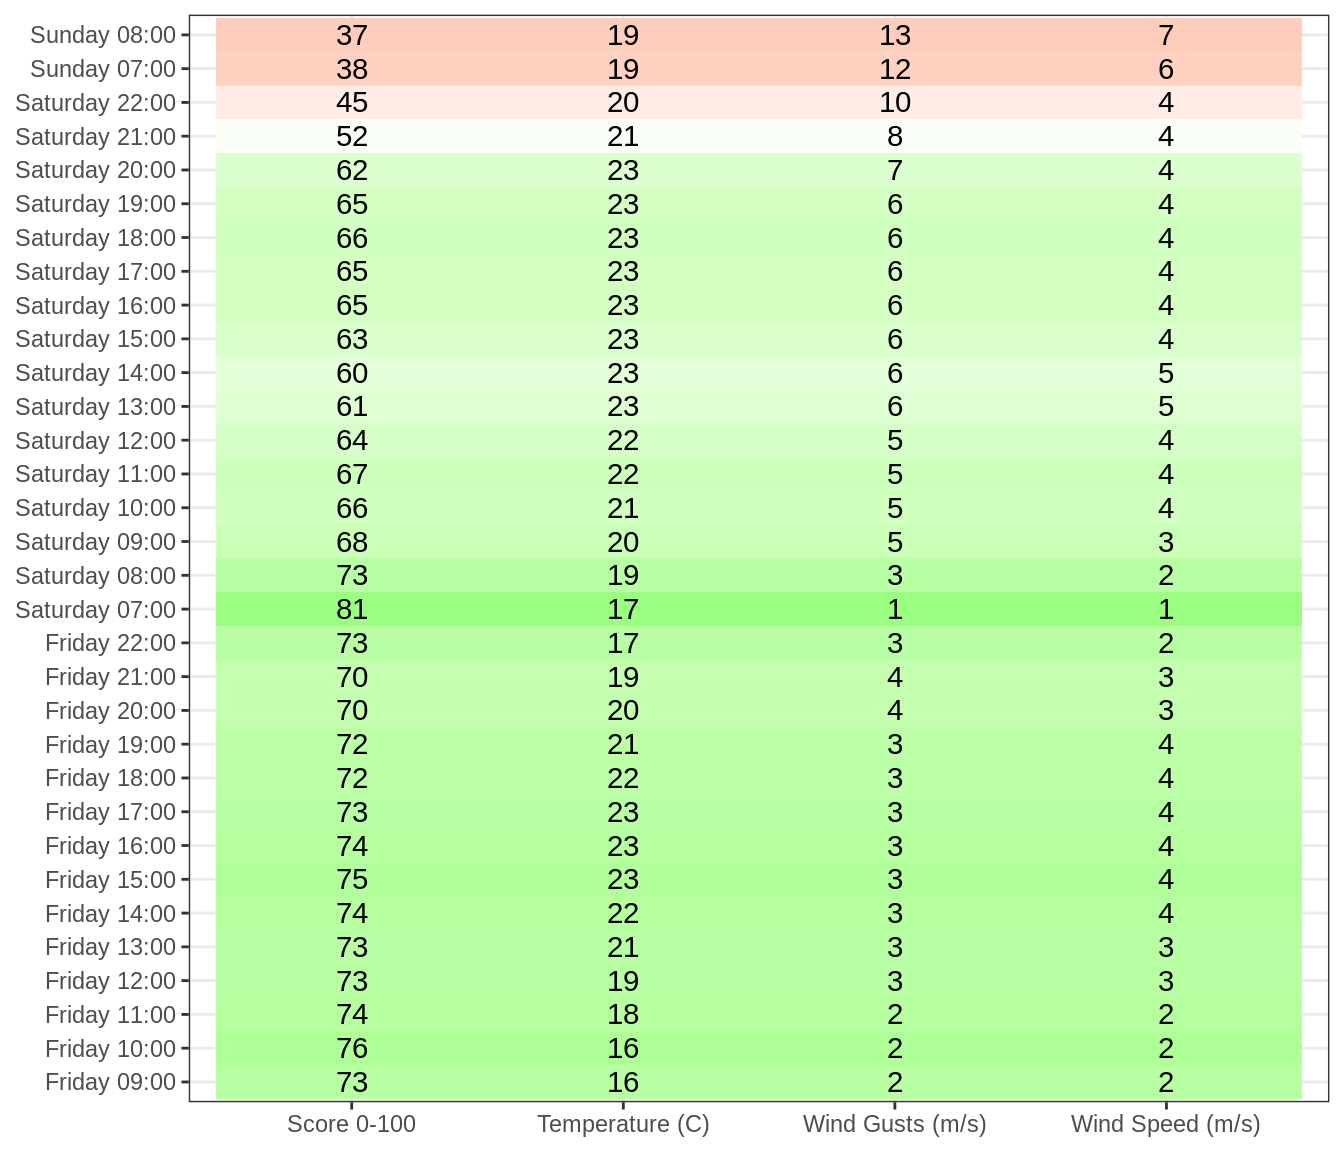 Sunday 08:00 37 19 13 7
Sunday 07:00 38 19 12 6
Saturday 22:00 45 20 10 4
Saturday 21:00 52 21 8 4
Saturday 20:00 62 23 7 4
Saturday 19:00 65 23 6 4
Saturday 18:00 66 23 6 4
Saturday 17:00 65 23 6 4
Saturday 16:00 65 23 6 4
Saturday 15:00 63 23 6 4
Saturday 14:00 60 23 6 5
Saturday 13:00 61 23 6 5
Saturday 12:00 64 22 5 4
Saturday 11:00 67 22 5 4
Saturday 10:00 66 21 5 4
Saturday 09:00 68 20 5 3
Saturday 08:00 73 19 3 2
Saturday 07:00 81 17 1 1
Friday 22:00 73 17 3 2
Friday 21:00 70 19 4 3
Friday 20:00 70 20 4 3
Friday 19:00 72 21 3 4
Friday 18:00 72 22 3 4
Friday 17:00 73 23 3 4
Friday 16:00 74 23 3 4
Friday 15:00 75 23 3 4
Friday 14:00 74 22 3 4
Friday 13:00 73 21 3 3
Friday 12:00 73 19 3 3
Friday 11:00 74 18 2 2
Friday 10:00 76 16 2 2
Friday 09:00 73 16 2 2
Score 0-100 Temperature (C) Wind Gusts (m/s) Wind Speed (m/s)